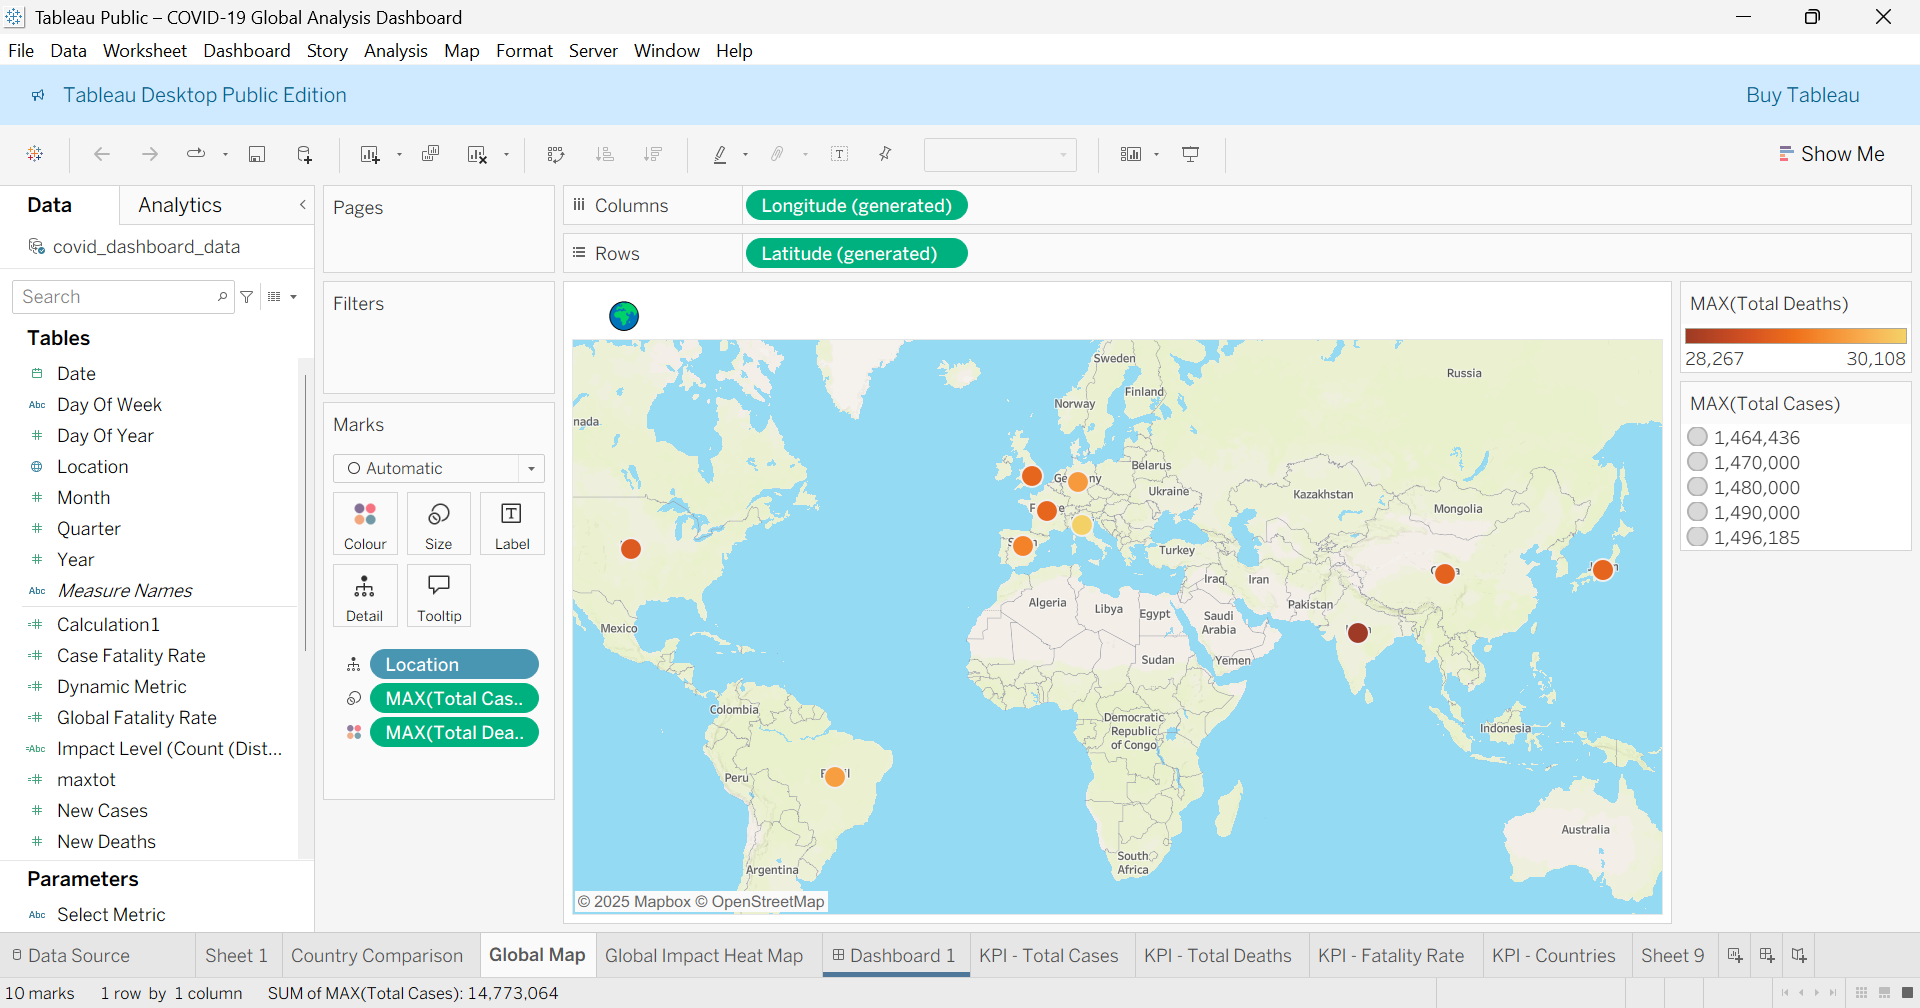 Tableau Public – COVID-19 Global Analysis Dashboard
File Data Worksheet Dashboard Story Analysis Map Format Server Window Help
Tableau Desktop Public Edition
Buy Tableau
Show Me
Data
Analytics
covid_dashboard_data
Search
Tables
Date
Abc Day Of Week
Day Of Year
Location
Month
Quarter
Year
Abc Measure Names
Calculation1
Case Fatality Rate
Dynamic Metric
Global Fatality Rate
=Abc Impact Level (Count (Dist...
maxtot
New Cases
New Deaths
Parameters
Abc Select Metric
Pages
Filters
Marks
Automatic
Colour
Size
Label
Detail
Tooltip
Location
MAX(Total Cas..
MAX(Total Dea..
Columns
Longitude (generated)
Rows
Latitude (generated)
Sweden
Russia
Finland
Norway
nada
Belarus
Ukraine
Kazakhstan
Mongolia
Turkey
Iraq
Iran
Pakistan
Algeria
Libya
Egypt
Saudi
Arabia
Mexico
Sudan
Yemen
Colombia
Democratic
Republic
of Congo
Indonesia
Peru
Australia
South
Africa
Argentina
© 2025 Mapbox © OpenStreetMap
MAX(Total Deaths)
28,267
30,108
MAX(Total Cases)
1,464,436
1,470,000
1,480,000
1,490,000
1,496,185
Data Source
Sheet 1
Country Comparison
Global Map
Global Impact Heat Map
Dashboard 1
KPI - Total Cases
KPI - Total Deaths
KPI - Fatality Rate
KPI - Countries
Sheet 9
10 marks
1 row by 1 column
SUM of MAX(Total Cases): 14,773,064